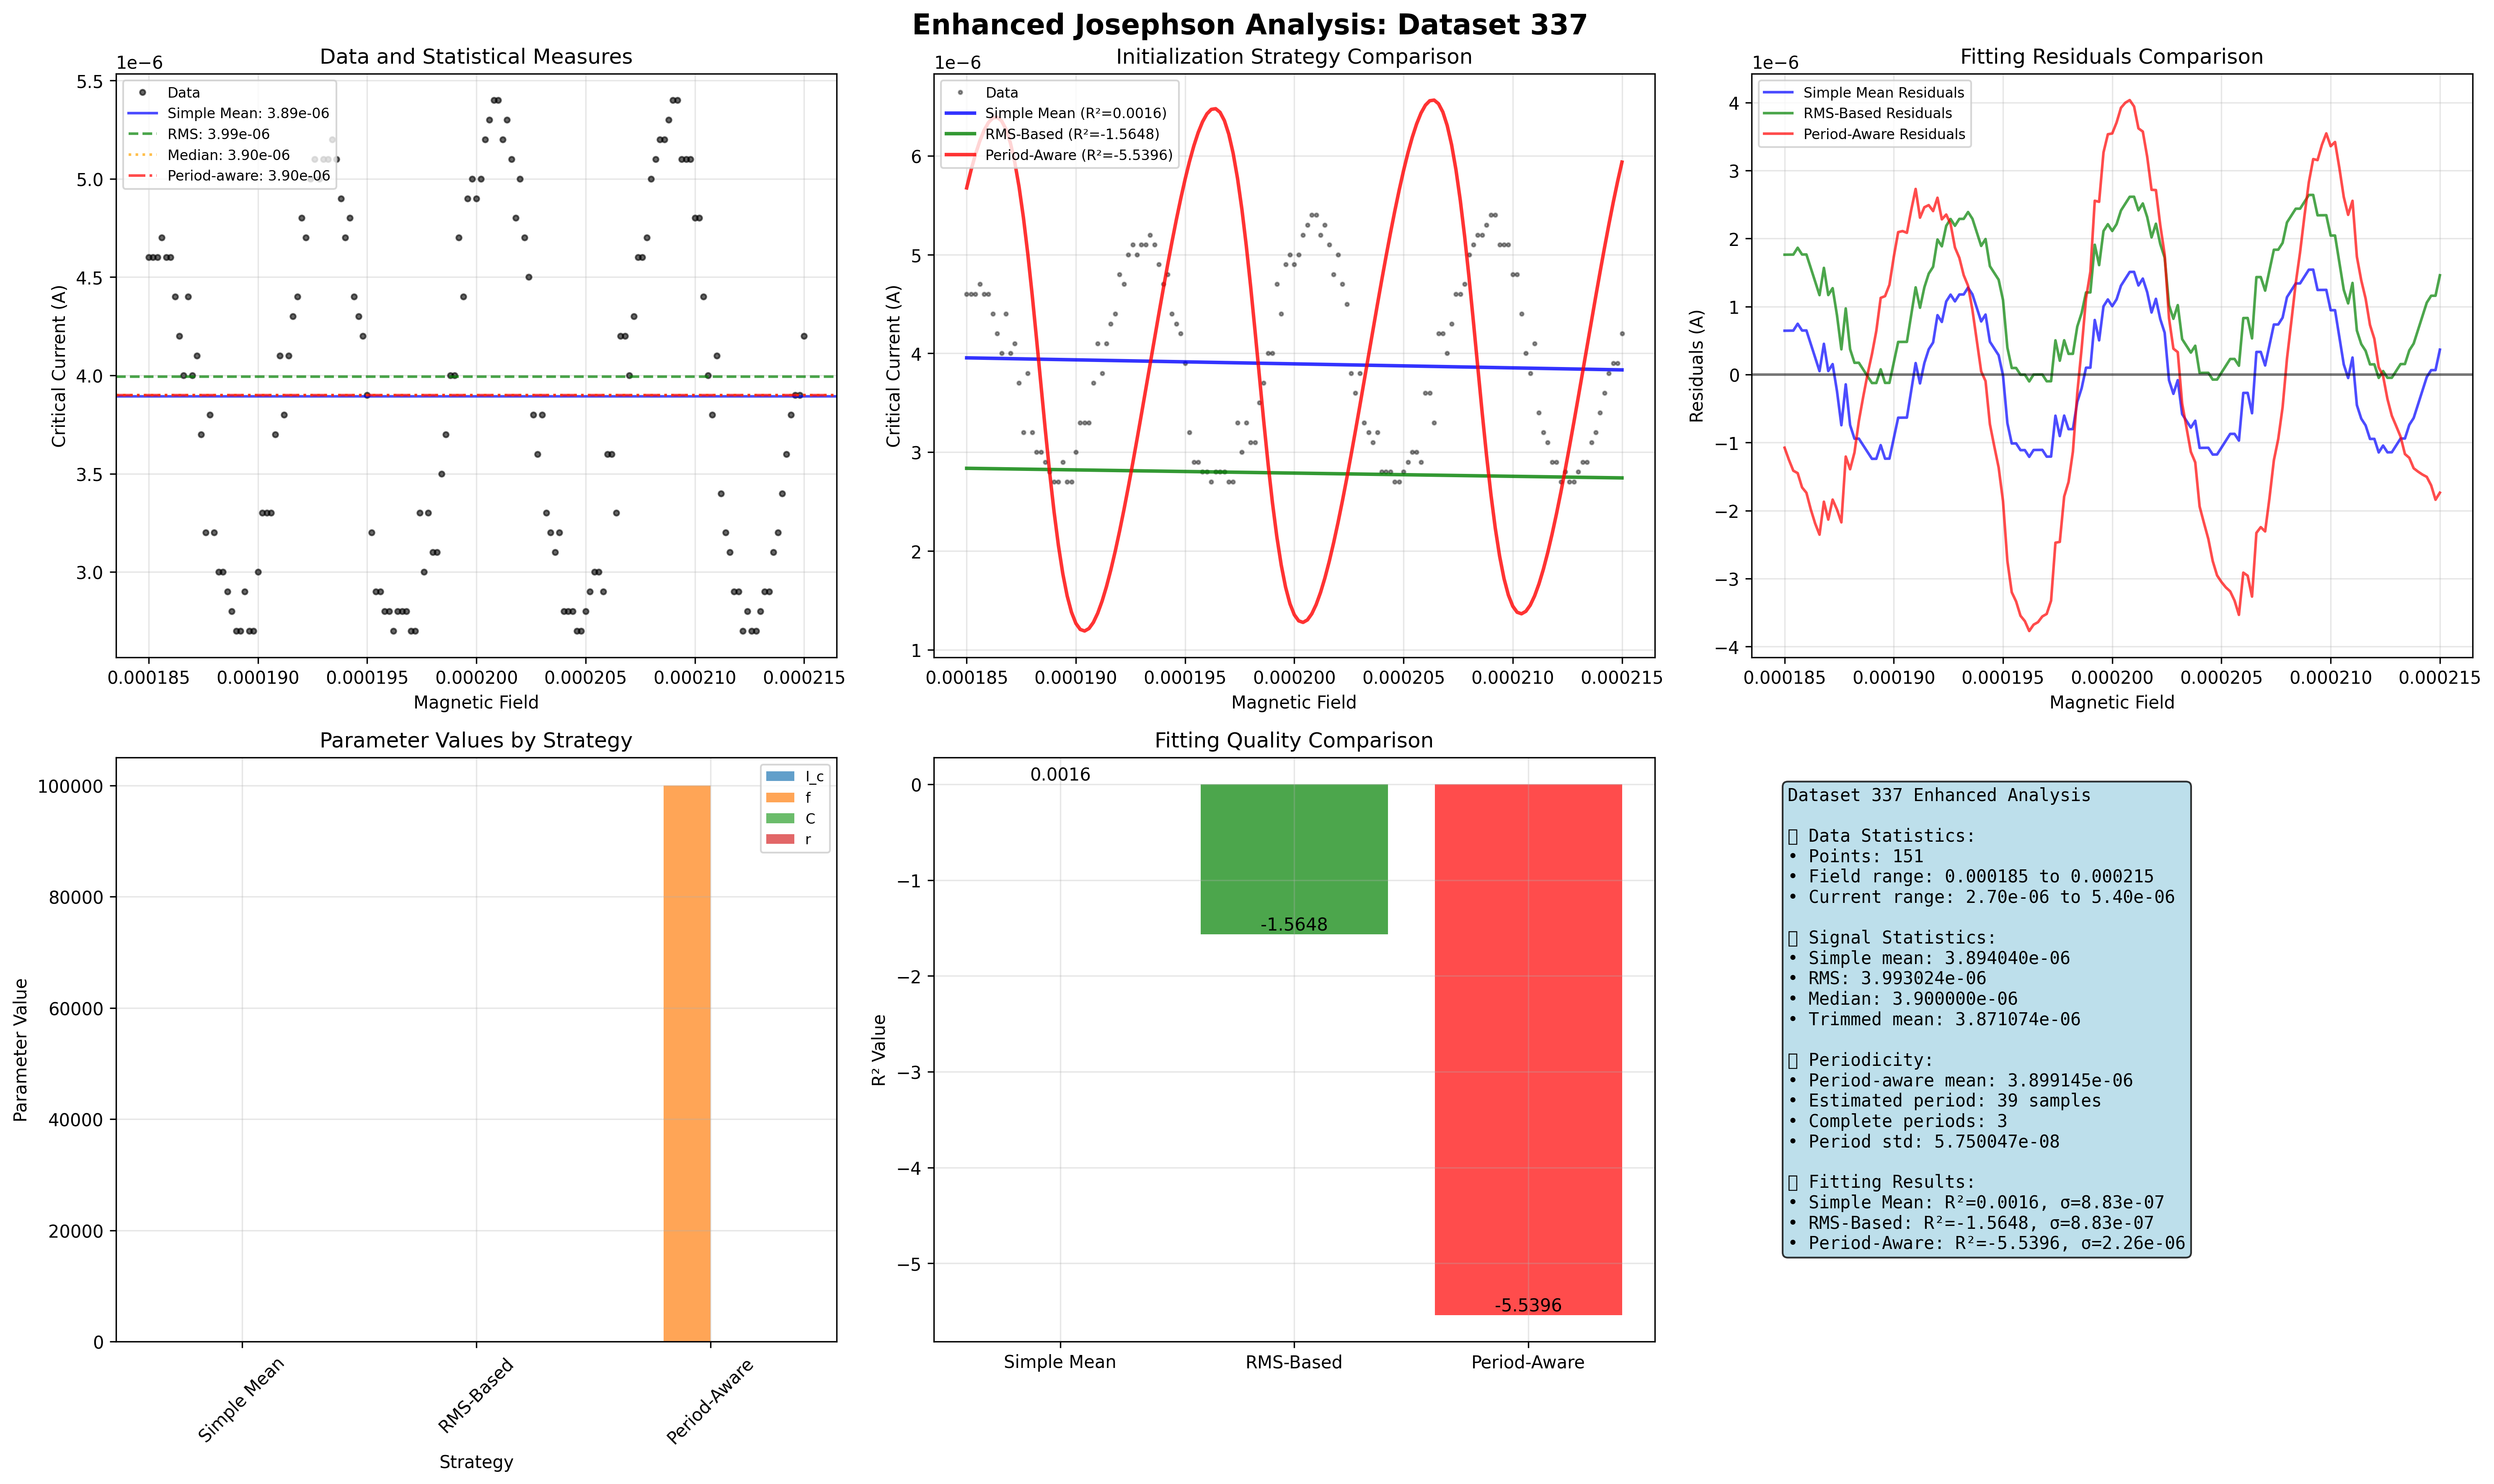 Enhanced Josephson Analysis: Dataset 337
Data and Statistical Measures
1e−6
Data
Simple Mean: 3.89e-06
RMS: 3.99e-06
Median: 3.90e-06
Period-aware: 3.90e-06
5.5
5.0
4.5
4.0
3.5
3.0
Critical Current (A)
0.000185 0.000190 0.000195 0.000200 0.000205 0.000210 0.000215
Magnetic Field
Initialization Strategy Comparison
1e−6
Data
Simple Mean (R²=0.0016)
RMS-Based (R²=-1.5648)
Period-Aware (R²=-5.5396)
6
5
4
3
2
1
Critical Current (A)
0.000185 0.000190 0.000195 0.000200 0.000205 0.000210 0.000215
Magnetic Field
Fitting Residuals Comparison
1e−6
Simple Mean Residuals
RMS-Based Residuals
Period-Aware Residuals
4
3
2
1
0
−1
−2
−3
−4
Residuals (A)
0.000185 0.000190 0.000195 0.000200 0.000205 0.000210 0.000215
Magnetic Field
Parameter Values by Strategy
I_c
f
C
r
100000
80000
60000
40000
20000
0
Parameter Value
Simple Mean
RMS-Based
Period-Aware
Strategy
Fitting Quality Comparison
0.0016
-1.5648
-5.5396
0
−1
−2
−3
−4
−5
R² Value
Simple Mean
RMS-Based
Period-Aware
Dataset 337 Enhanced Analysis
Data Statistics:
• Points: 151
• Field range: 0.000185 to 0.000215
• Current range: 2.70e-06 to 5.40e-06
Signal Statistics:
• Simple mean: 3.894040e-06
• RMS: 3.993024e-06
• Median: 3.900000e-06
• Trimmed mean: 3.871074e-06
Periodicity:
• Period-aware mean: 3.899145e-06
• Estimated period: 39 samples
• Complete periods: 3
• Period std: 5.750047e-08
Fitting Results:
• Simple Mean: R²=0.0016, σ=8.83e-07
• RMS-Based: R²=-1.5648, σ=8.83e-07
• Period-Aware: R²=-5.5396, σ=2.26e-06